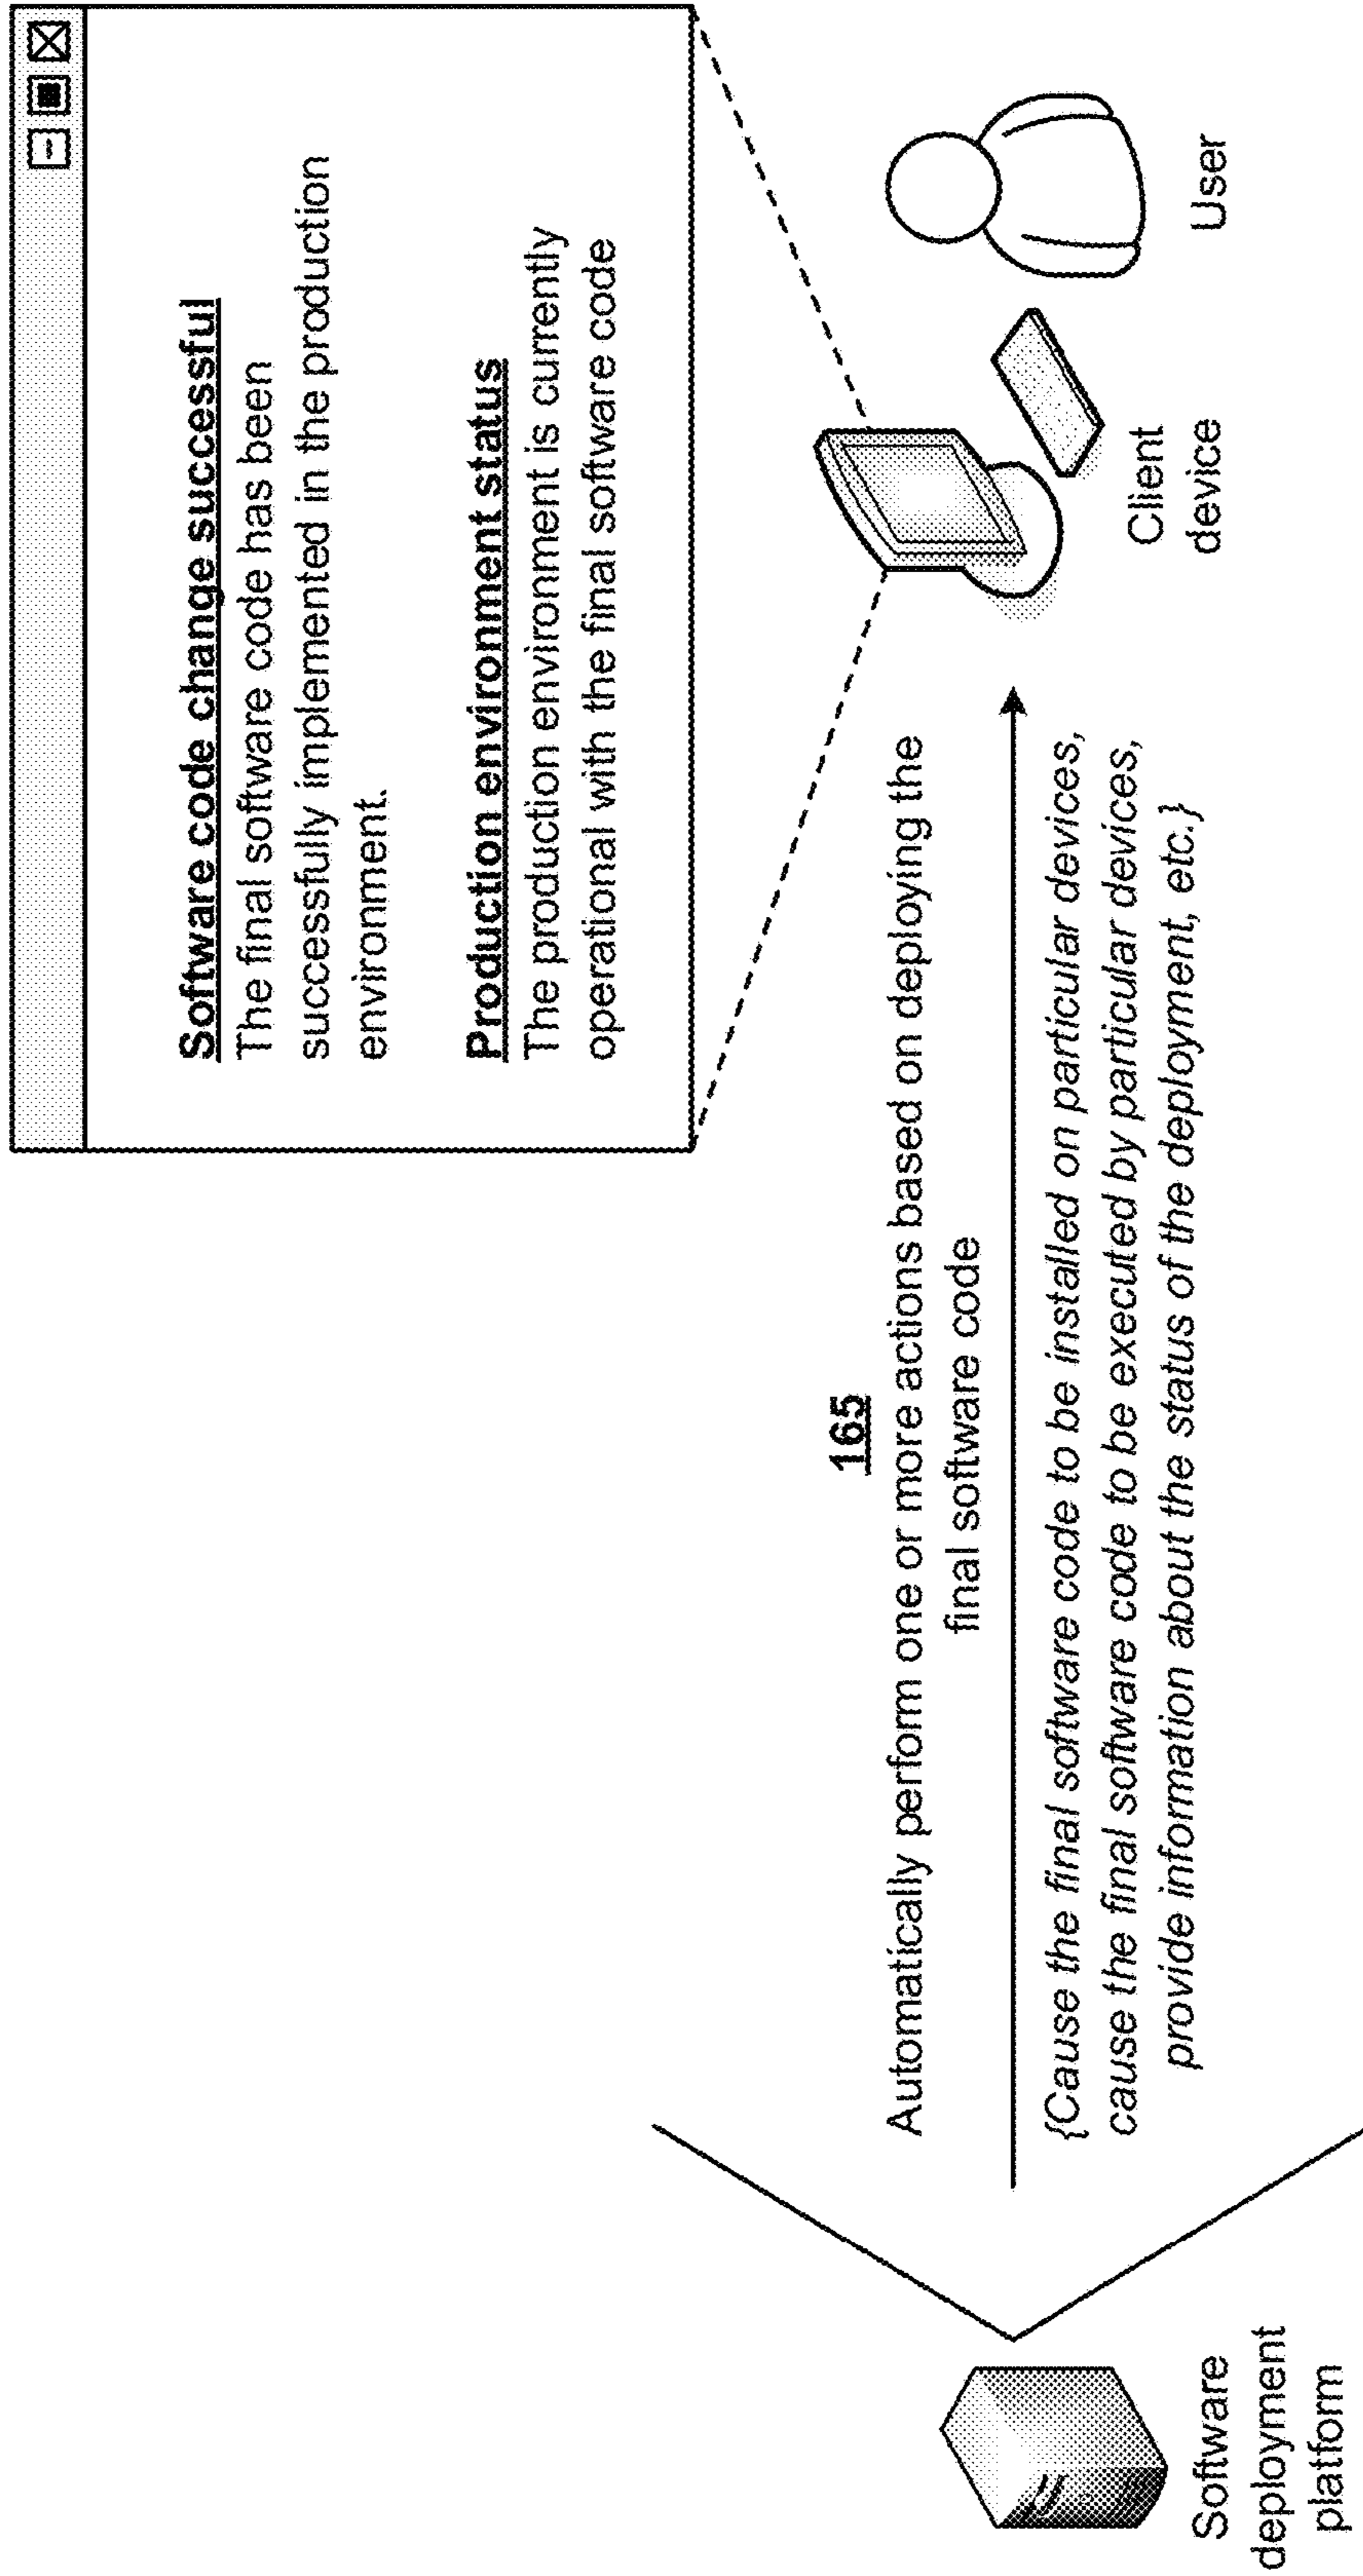 Software code change successful
The final software code has been
successfully implemented in the production
environment.
Production environment status
The production environment is currently
operational with the final software code
165
Automatically perform one or more actions based on deploying the
final software code
{Cause the final software code to be installed on particular devices,
cause the final software code to be executed by particular devices,
provide information about the status of the deployment, etc.}
Software
deployment
platform
Client
device
User